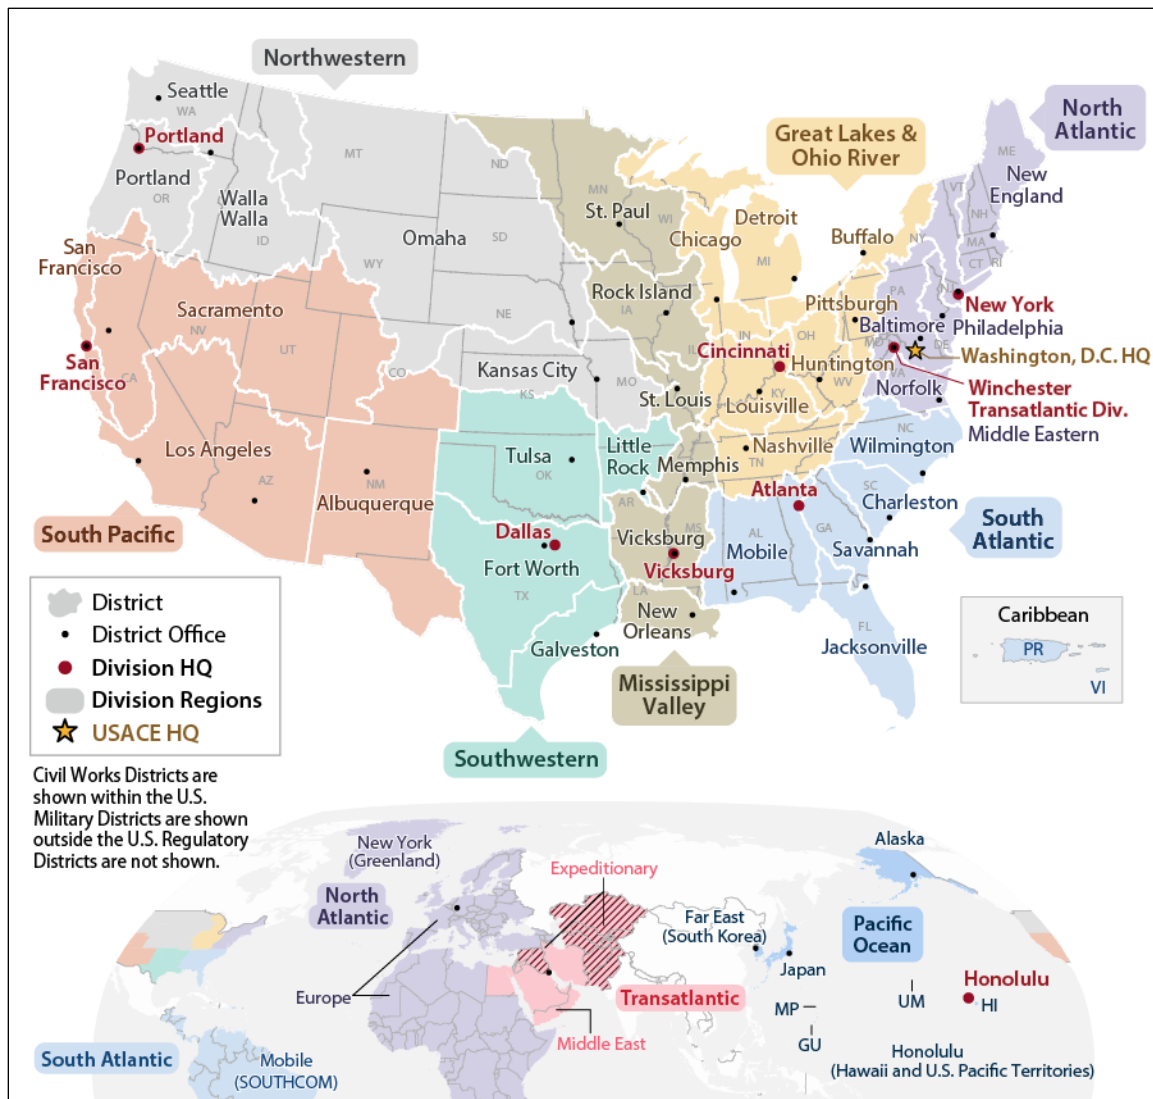 Northwestern
Seattle
WA
Portland
Portland
OR
Walla
Walla
ID
MT
ND
SD
Omaha
WY
NE
MN
St. Paul
WI
Great Lakes &
Ohio River
North
Atlantic
ME
New
England
VT
NH
MA
CT
RI
NY
Detroit
Chicago
MI
Buffalo
San
Francisco
Sacramento
NV
UT
CO
CA
San
Francisco
Rock Island
IA
IL
IN
OH
PA
NJ
Pittsburgh
Baltimore
Philadelphia
New York
MD
DE
Washington, D.C. HQ
Cincinnati
Huntington
WV
VA
Norfolk
Winchester
Transatlantic Div.
Middle Eastern
Kansas City
KS
MO
St. Louis
KY
Louisville
Los Angeles
AZ
NM
Albuquerque
Tulsa
OK
Little
Rock
AR
Memphis
Nashville
TN
NC
Wilmington
SC
Charleston
Atlanta
AL
GA
Savannah
Mobile
South
Atlantic
South Pacific
Dallas
Fort Worth
TX
Vicksburg
MS
Vicksburg
LA
New
Orleans
Galveston
FL
Jacksonville
Mississippi
Valley
Southwestern
Caribbean
PR
VI
District
District Office
Division HQ
Division Regions
USACE HQ
Civil Works Districts are
shown within the U.S.
Military Districts are shown
outside the U.S. Regulatory
Districts are not shown.
New York
(Greenland)
North
Atlantic
Europe
Expeditionary
Transatlantic
Middle East
Far East
(South Korea)
Japan
Alaska
Pacific
Ocean
Honolulu
HI
UM
MP
GU
Honolulu
(Hawaii and U.S. Pacific Territories)
South Atlantic
Mobile
(SOUTHCOM)